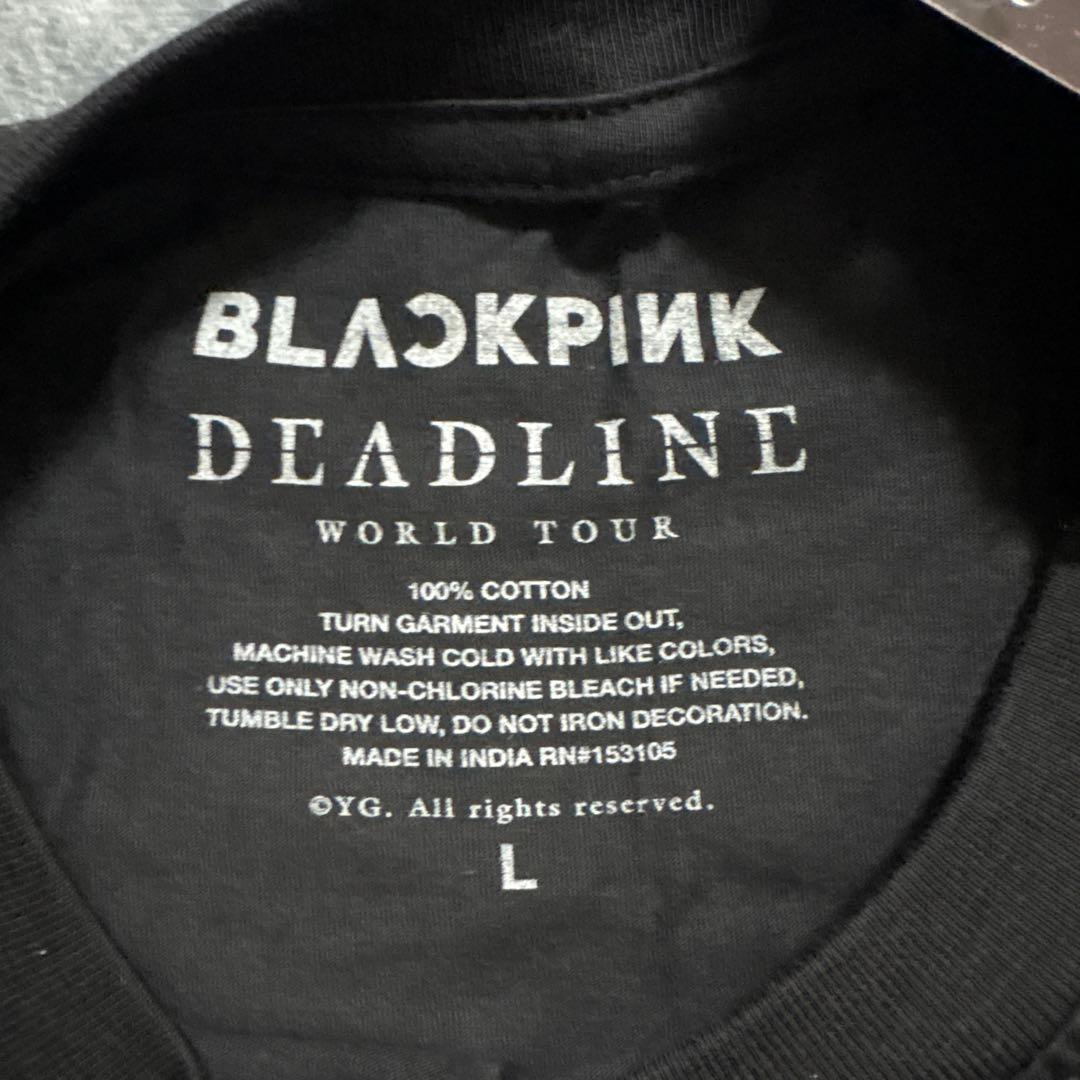 BLACKPINK
DEADLINE
WORLD TOUR
100% COTTON
TURN GARMENT INSIDE OUT,
MACHINE WASH COLD WITH LIKE COLORS,
USE ONLY NON-CHLORINE BLEACH IF NEEDED,
TUMBLE DRY LOW, DO NOT IRON DECORATION.
MADE IN INDIA RN#153105
©YG. All rights reserved.
L